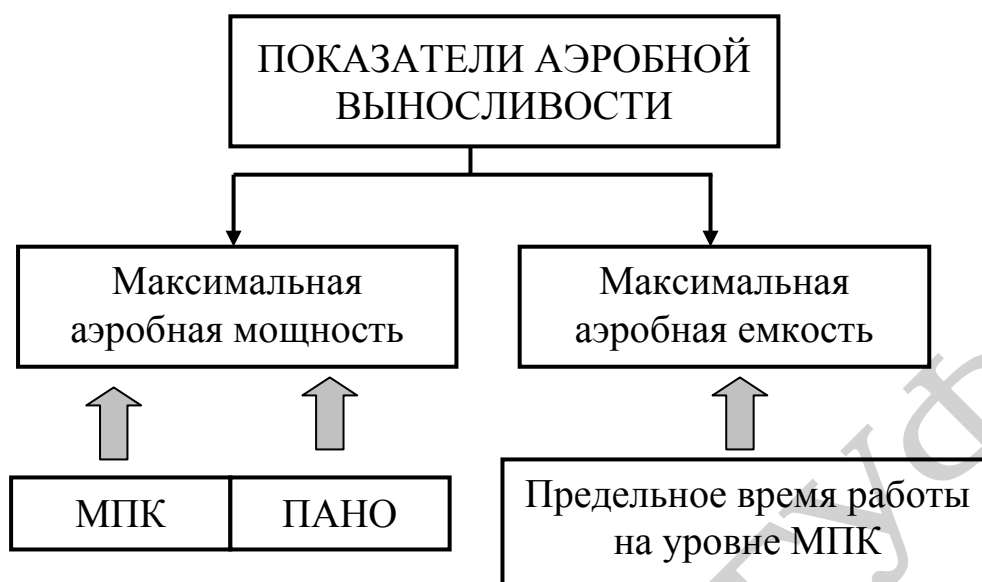 ПОКАЗАТЕЛИ АЭРОБНОЙ
ВЫНОСЛИВОСТИ
Максимальная
аэробная мощность
Максимальная
аэробная емкость
МПК
ПАНО
Предельное время работы
на уровне МПК